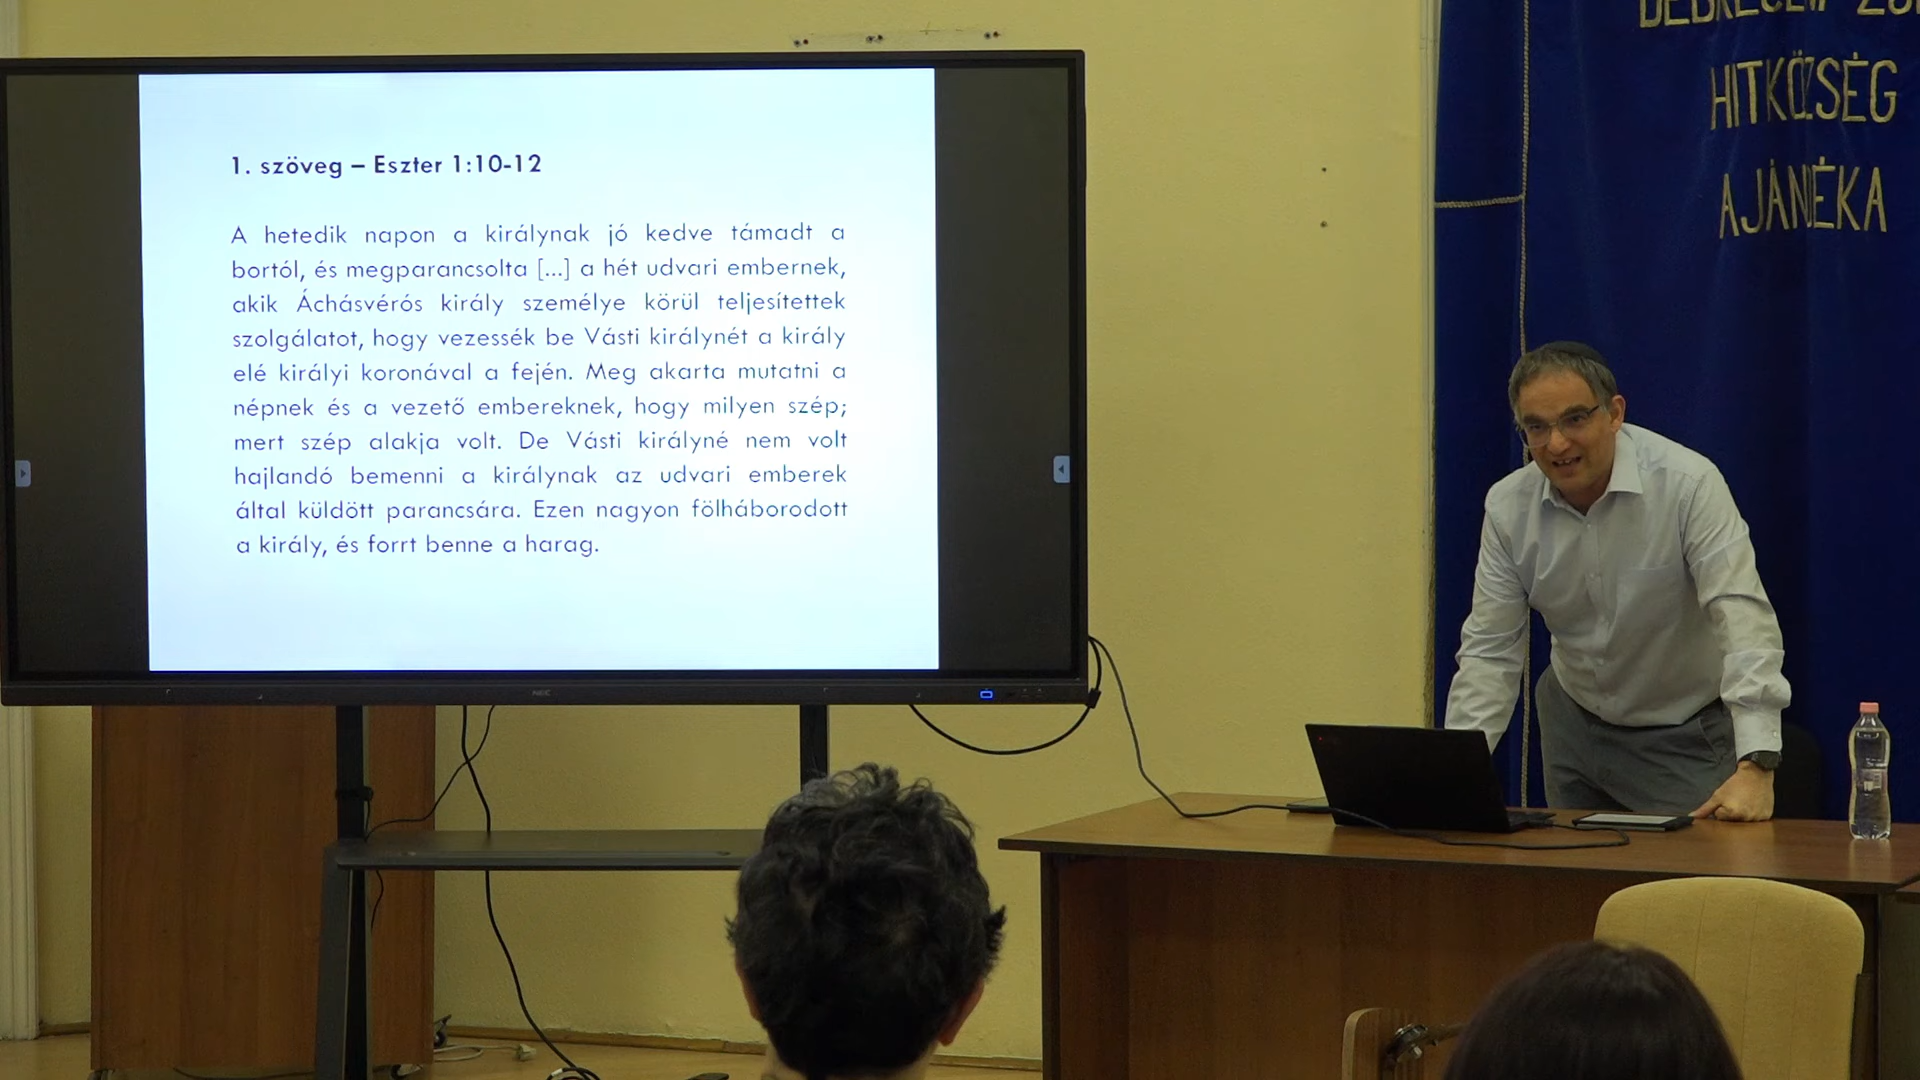 1. szöveg – Eszter 1:10-12
A hetedik napon a királynak jó kedve támadt a
bortól, és megparancsolta [...] a hét udvari embernek,
akik Áchásvérós király személye körül teljesítettek
szolgálatot, hogy vezessék be Vásti királynét a király
elé királyi koronával a fején. Meg akarta mutatni a
népnek és a vezető embereknek, hogy milyen szép;
mert szép alakja volt. De Vásti királyné nem volt
hajlandó bemenni a királynak az udvari emberek
által küldött parancsára. Ezen nagyon fölháborodott
a király, és forrt benne a harag.
NEC
HITKÖZSÉG
AJÁNDÉKA